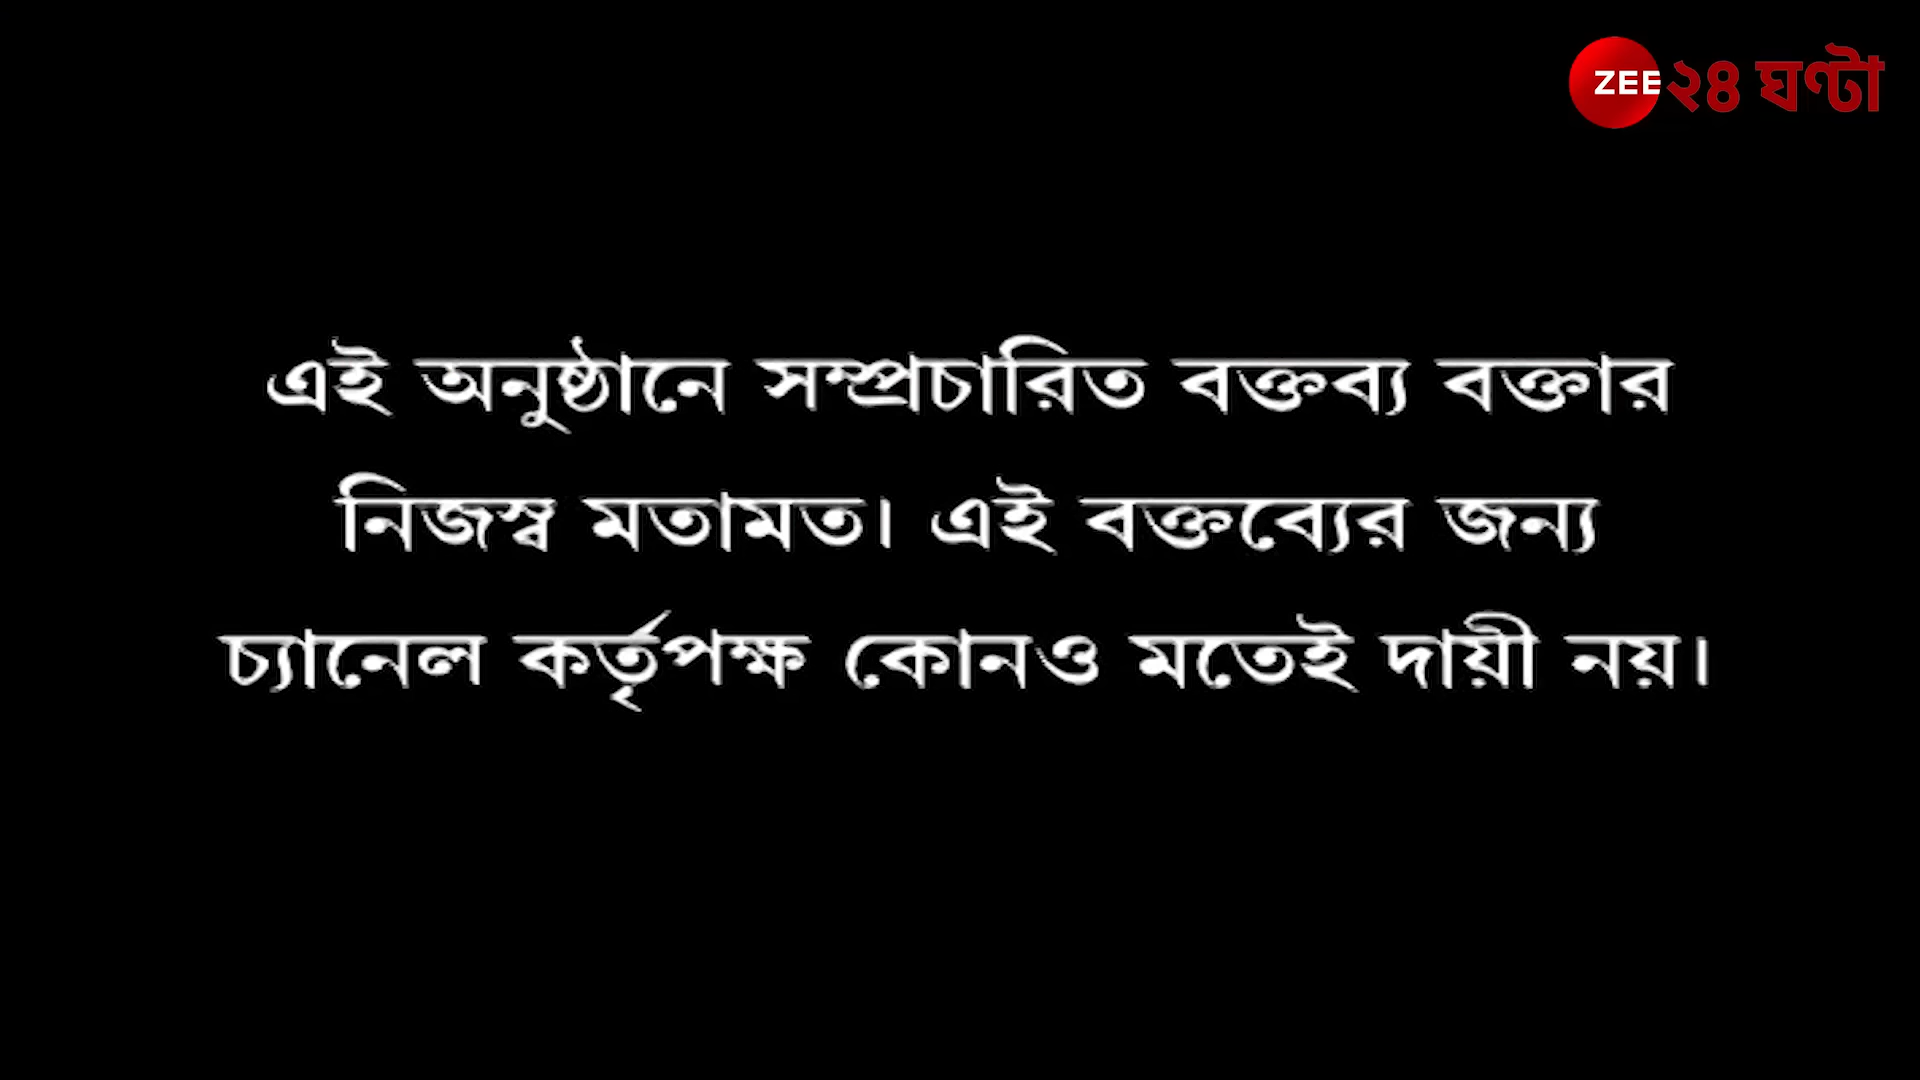 ZEE ২৪ ঘণ্টা
এই অনুষ্ঠানে সম্প্রচারিত বক্তব্য বক্তার
নিজস্ব মতামত। এই বক্তব্যের জন্য
চ্যানেল কর্তৃপক্ষ কোনও মতেই দায়ী নয়।